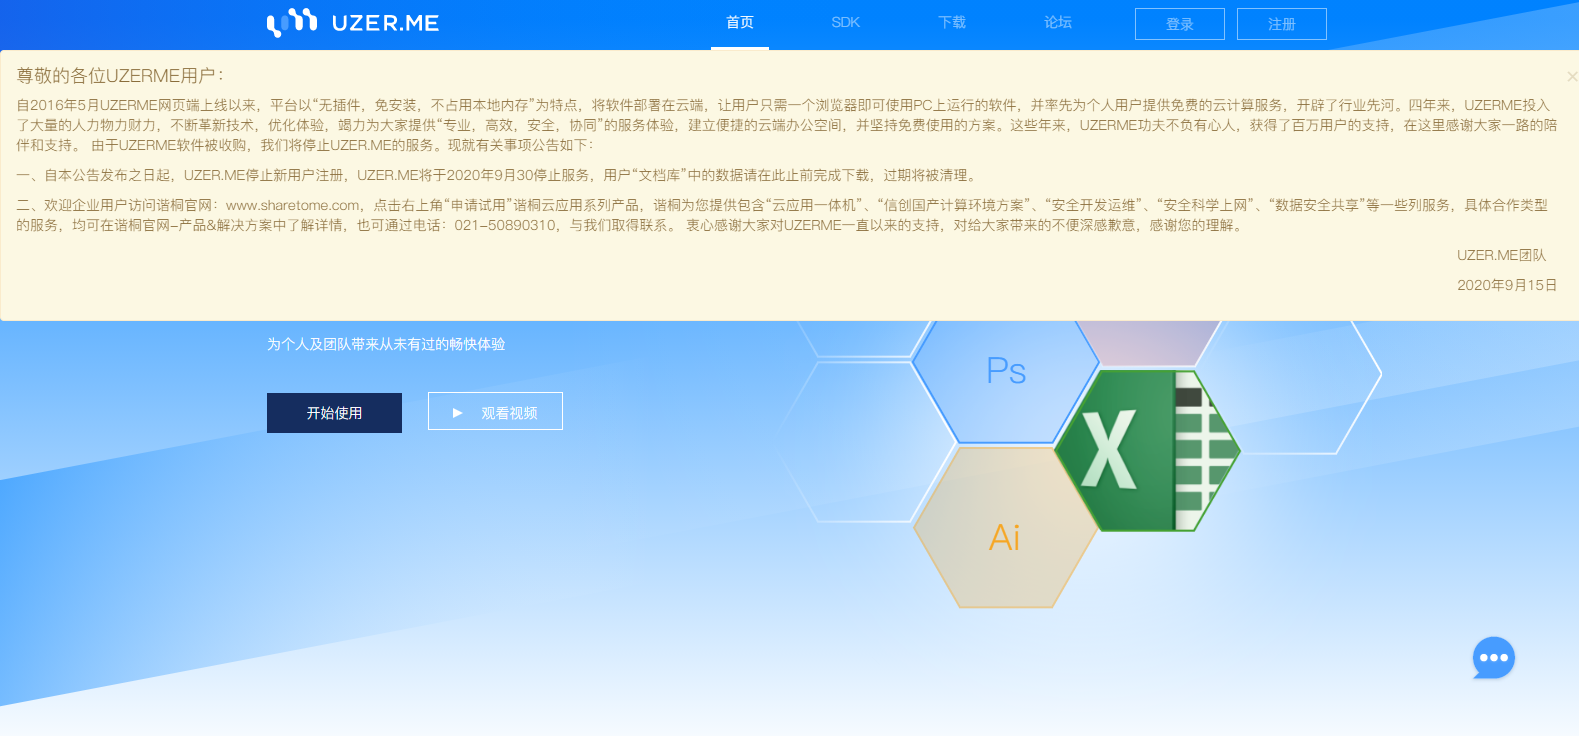 UZER.ME
首页
SDK
下载
论坛
登录
注册
尊敬的各位UZERME用户：
×
自2016年5月UZERME网页端上线以来，平台以“无插件，免安装，不占用本地内存”为特点，将软件部署在云端，让用户只需一个浏览器即可使用PC上运行的软件，并率先为个人用户提供免费的云计算服务，开辟了行业先河。四年来，UZERME投入
了大量的人力物力财力，不断革新技术，优化体验，竭力为大家提供“专业，高效，安全，协同”的服务体验，建立便捷的云端办公空间，并坚持免费使用的方案。这些年来，UZERME功夫不负有心人，获得了百万用户的支持，在这里感谢大家一路的陪
伴和支持。 由于UZERME软件被收购，我们将停止UZER.ME的服务。现就有关事项公告如下：
一、自本公告发布之日起，UZER.ME停止新用户注册，UZER.ME将于2020年9月30停止服务，用户“文档库”中的数据请在此止前完成下载，过期将被清理。
二、欢迎企业用户访问谐桐官网：www.sharetome.com，点击右上角“申请试用”谐桐云应用系列产品，谐桐为您提供包含“云应用一体机”、“信创国产计算环境方案”、“安全开发运维”、“安全科学上网”、“数据安全共享”等一些列服务，具体合作类型
的服务，均可在谐桐官网-产品&解决方案中了解详情，也可通过电话：021-50890310，与我们取得联系。 衷心感谢大家对UZERME一直以来的支持，对给大家带来的不便深感歉意，感谢您的理解。
UZER.ME团队
2020年9月15日
为个人及团队带来从未有过的畅快体验
开始使用
观看视频
Ps
X
Ai